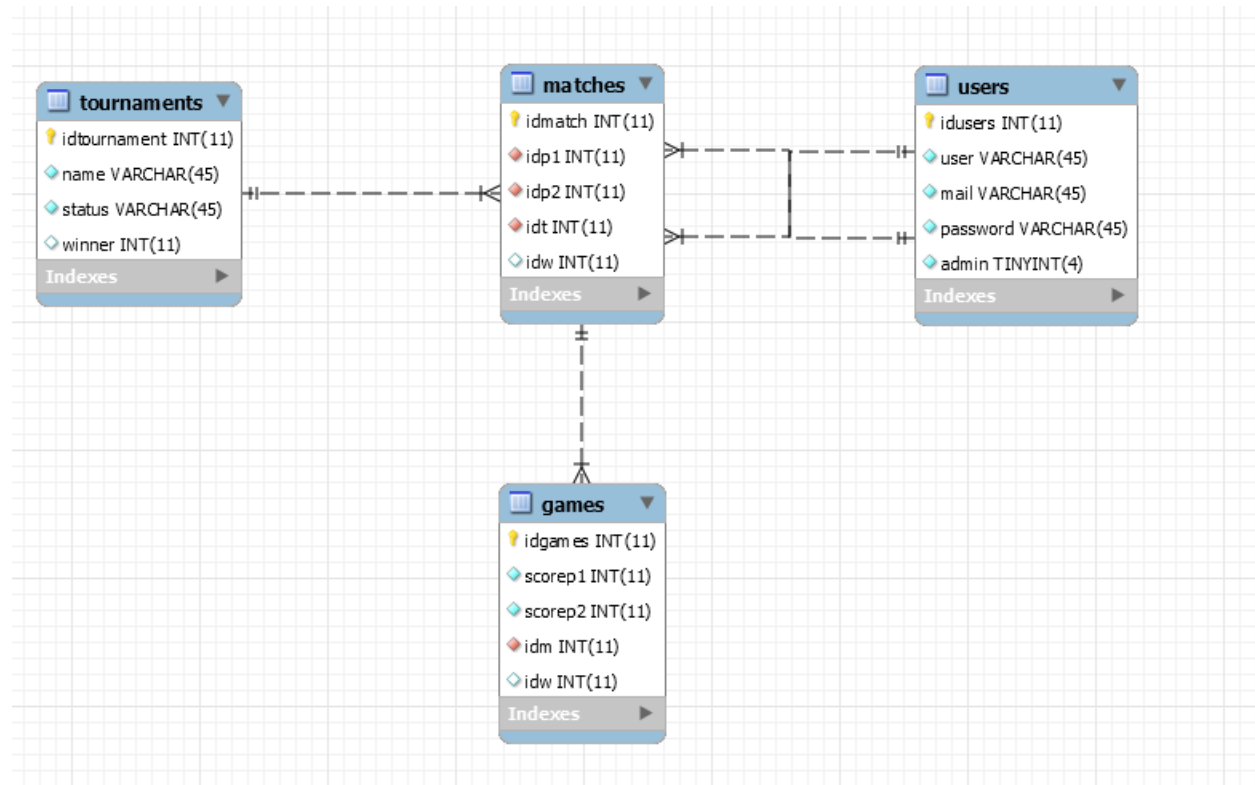 tournaments
idtournament INT(11)
name VARCHAR(45)
status VARCHAR(45)
winner INT(11)
Indexes
matches
idmatch INT(11)
idp1 INT(11)
idp2 INT(11)
idt INT(11)
idw INT(11)
Indexes
users
idusers INT(11)
user VARCHAR(45)
mail VARCHAR(45)
password VARCHAR(45)
admin TINYINT(4)
Indexes
games
idgames INT(11)
scorep1 INT(11)
scorep2 INT(11)
idm INT(11)
idw INT(11)
Indexes